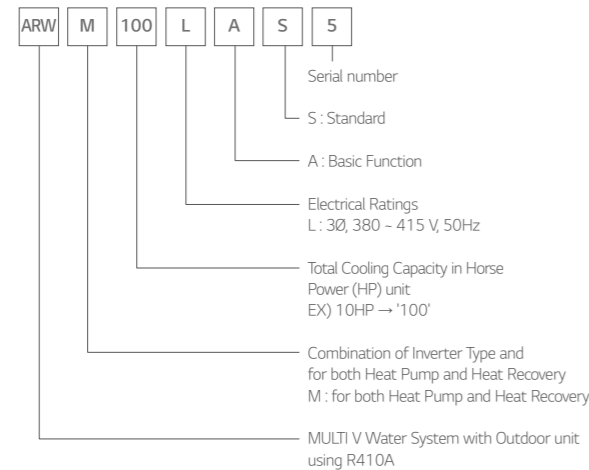 ARW M 100 L A S 5
Serial number
S : Standard
A : Basic Function
Electrical Ratings
L : 3Ø, 380 ~ 415 V, 50Hz
Total Cooling Capacity in Horse
Power (HP) unit
EX) 10HP → '100'
Combination of Inverter Type and
for both Heat Pump and Heat Recovery
M : for both Heat Pump and Heat Recovery
MULTI V Water System with Outdoor unit
using R410A